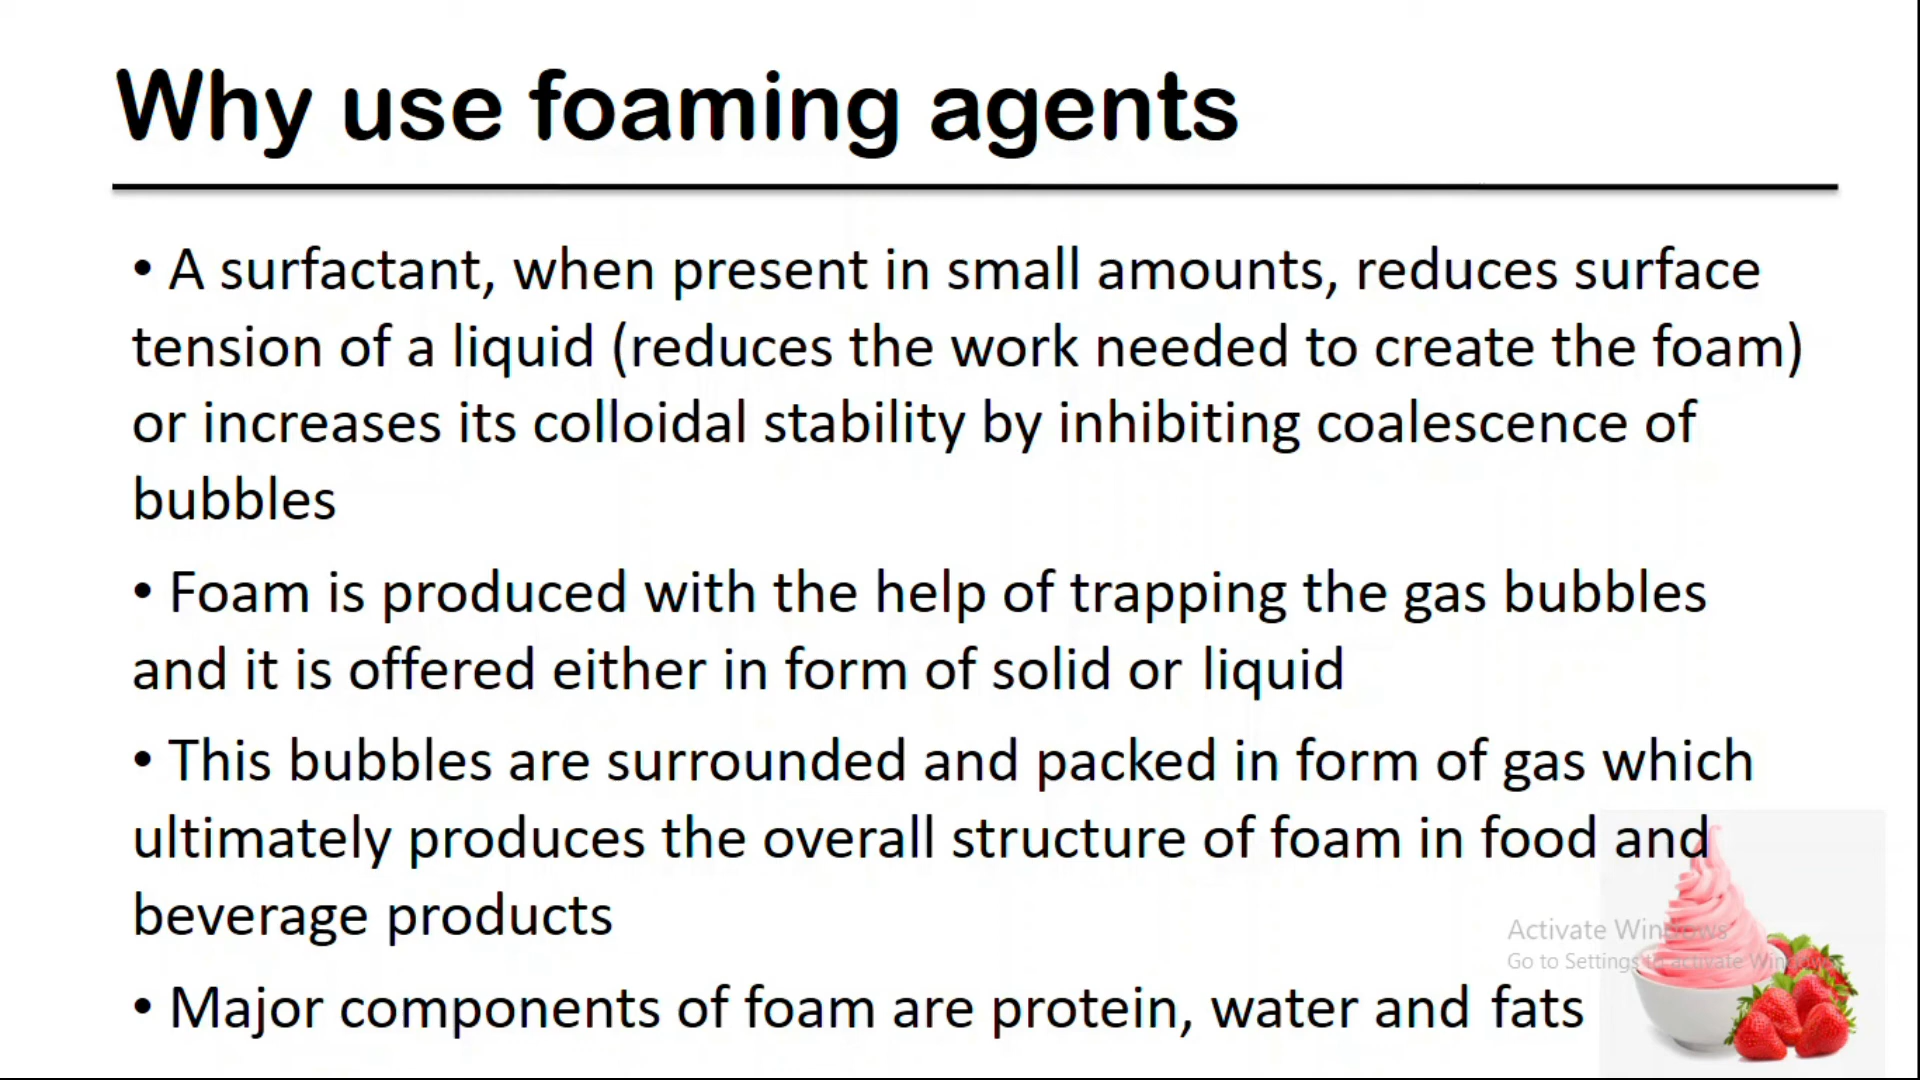 Why use foaming agents
• A surfactant, when present in small amounts, reduces surface
tension of a liquid (reduces the work needed to create the foam)
or increases its colloidal stability by inhibiting coalescence of
bubbles
• Foam is produced with the help of trapping the gas bubbles
and it is offered either in form of solid or liquid
• This bubbles are surrounded and packed in form of gas which
ultimately produces the overall structure of foam in food and
beverage products
Activate Windows
Go to Settings to activate Windows.
• Major components of foam are protein, water and fats